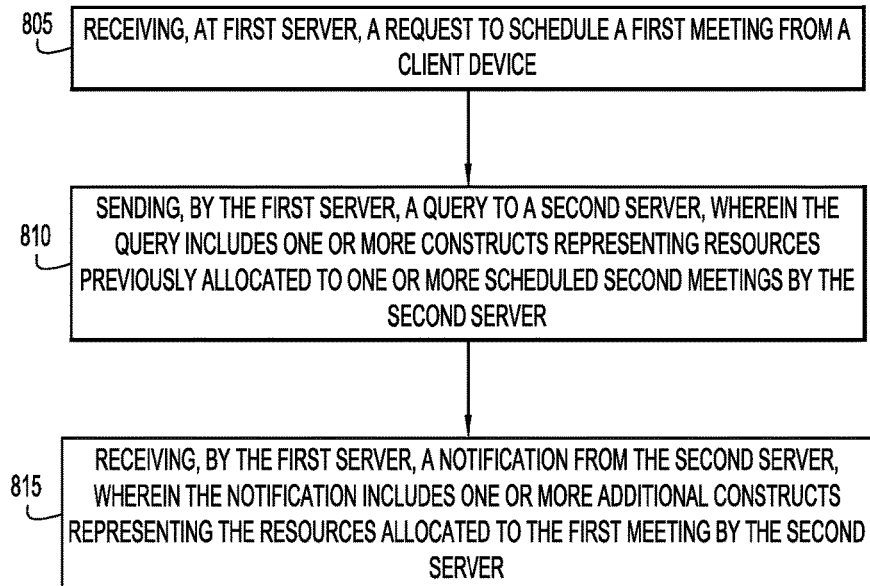 805
RECEIVING, AT FIRST SERVER, A REQUEST TO SCHEDULE A FIRST MEETING FROM A
CLIENT DEVICE
810
SENDING, BY THE FIRST SERVER, A QUERY TO A SECOND SERVER, WHEREIN THE
QUERY INCLUDES ONE OR MORE CONSTRUCTS REPRESENTING RESOURCES
PREVIOUSLY ALLOCATED TO ONE OR MORE SCHEDULED SECOND MEETINGS BY THE
SECOND SERVER
815
RECEIVING, BY THE FIRST SERVER, A NOTIFICATION FROM THE SECOND SERVER,
WHEREIN THE NOTIFICATION INCLUDES ONE OR MORE ADDITIONAL CONSTRUCTS
REPRESENTING THE RESOURCES ALLOCATED TO THE FIRST MEETING BY THE SECOND
SERVER